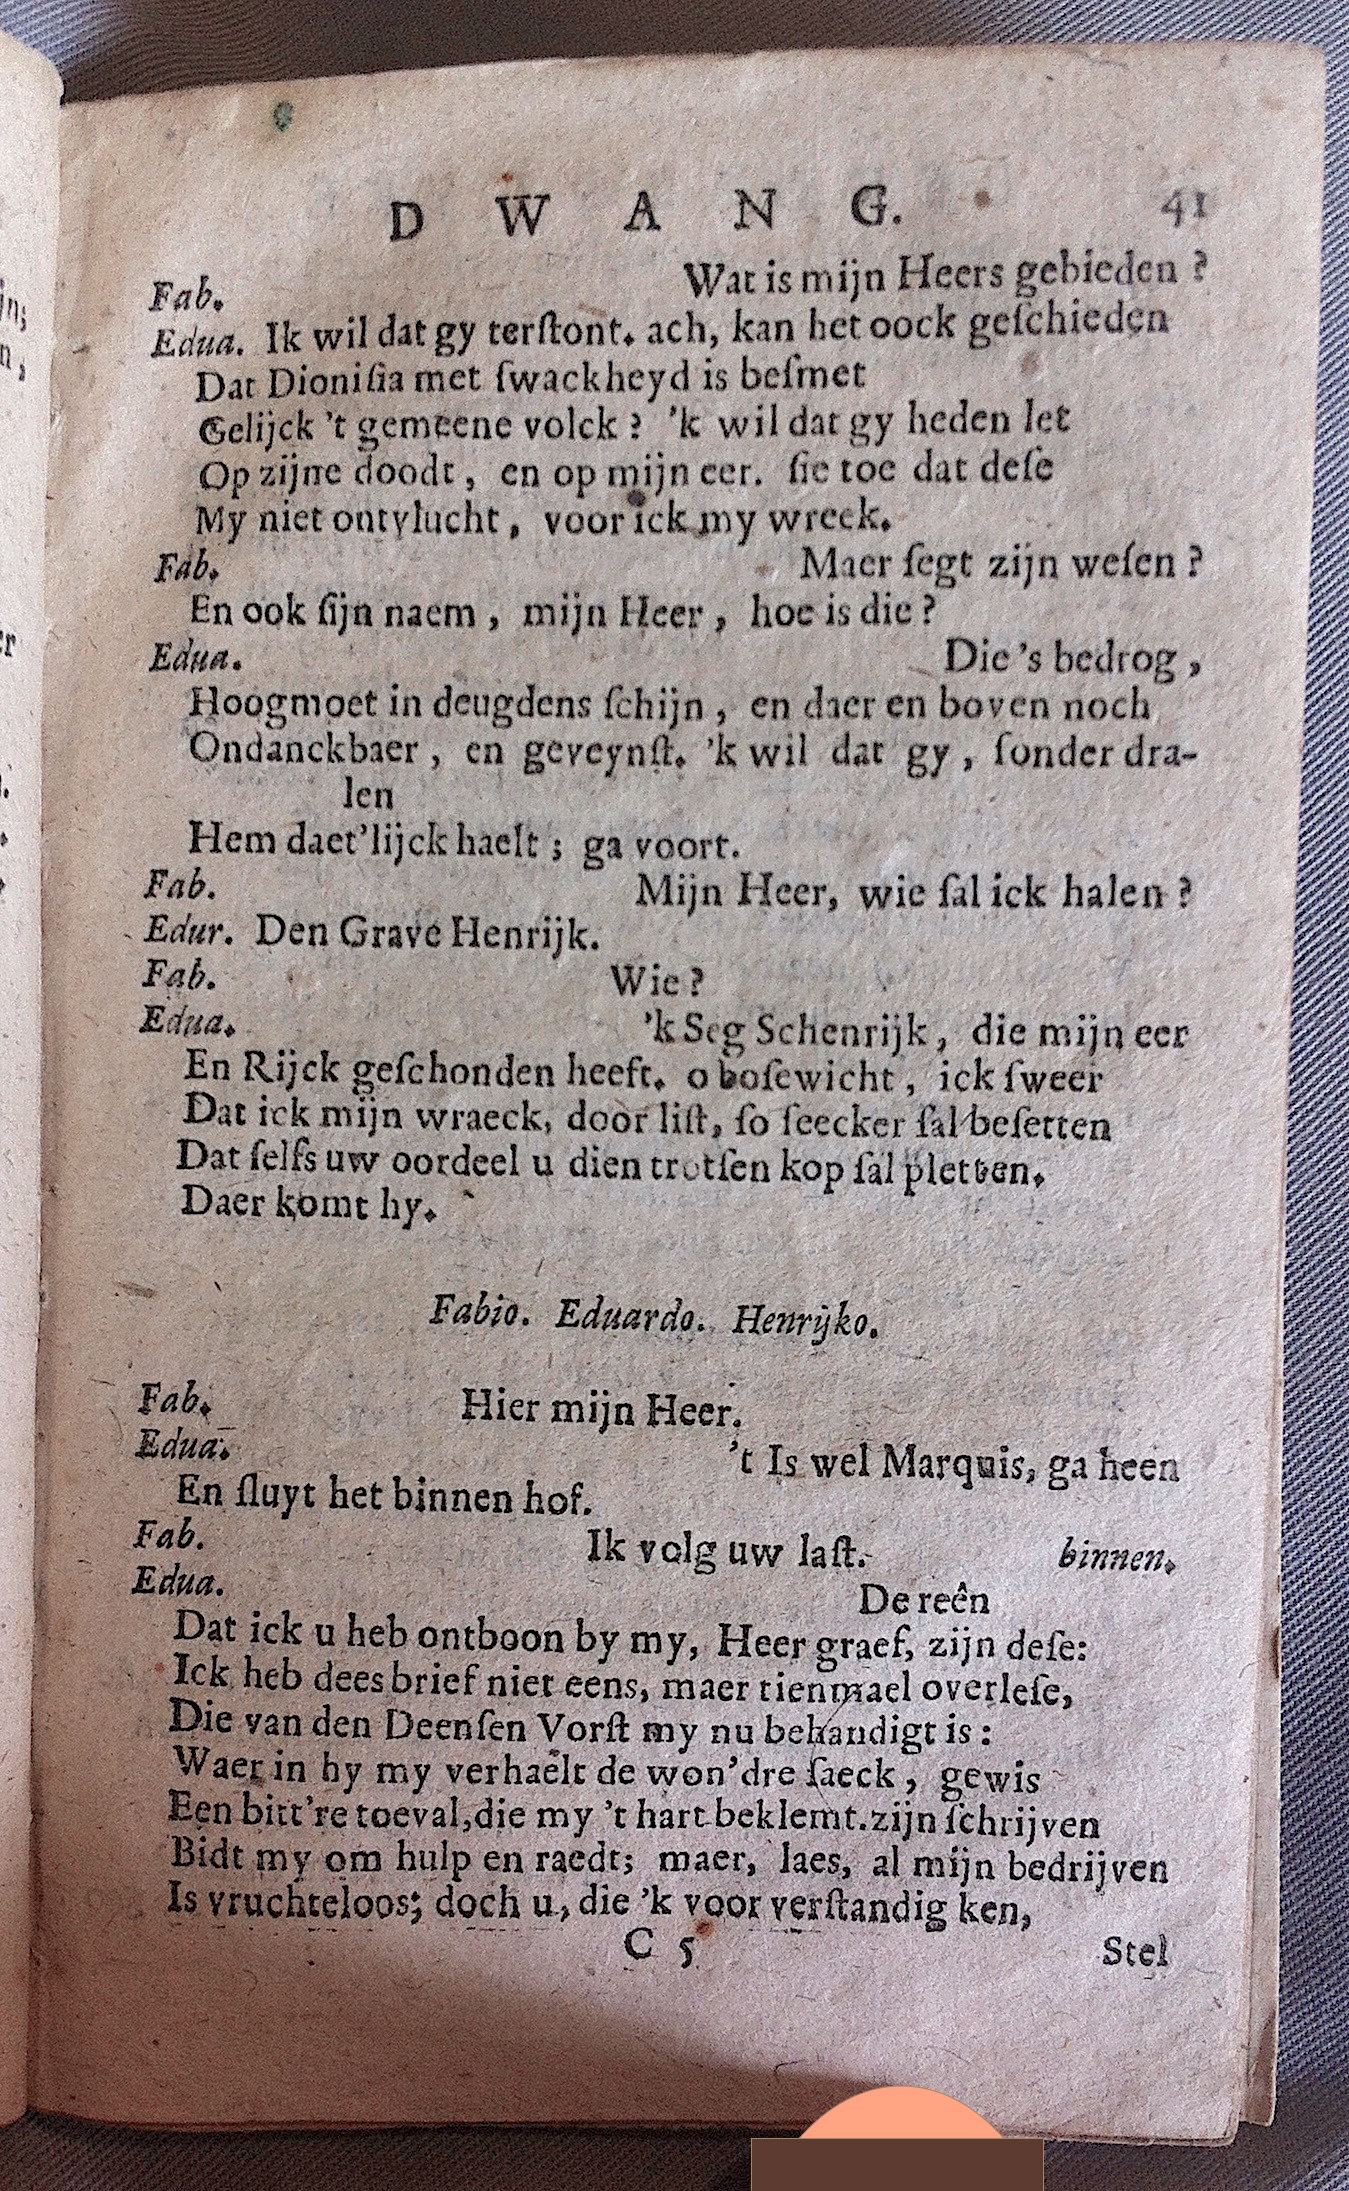 D W A N G. 41
Fab. Wat is mijn Heers gebieden ?
Edua. Ik wil dat gy terſtont. ach, kan het oock geſchieden
Dat Dioniſia met ſwackheyd is beſmet
Gelijck 't gemeene volck ? 'k wil dat gy heden let
Op zijne doodt, en op mijn eer. ſie toe dat deſe
My niet ontvlucht, voor ick my wreek.
Fab. Maer ſegt zijn weſen ?
En ook ſijn naem, mijn Heer, hoe is die ?
Edua. Die 's bedrog,
Hoogmoet in deugdens ſchijn, en daer en boven noch
Ondanckbaer, en geveynſt. 'k wil dat gy, ſonder dra-
len
Hem daet'lijck haelt ; ga voort.
Fab. Mijn Heer, wie ſal ick halen ?
Edur. Den Grave Henrijk.
Fab. Wie ?
Edua. 'k Seg Schenrijk, die mijn eer
En Rijck geſchonden heeft. o boſewicht, ick ſweer
Dat ick mijn wraeck, door liſt, ſo ſeecker ſal beſetten
Dat ſelfs uw oordeel u dien trotſen kop ſal pletten.
Daer komt hy.
Fabio. Eduardo. Henrijko.
Fab. Hier mijn Heer.
Edua. 't Is wel Marquis, ga heen
En ſluyt het binnen hof.
Fab. Ik volg uw laſt. binnen.
Edua. De reên
Dat ick u heb ontboon by my, Heer graef, zijn deſe:
Ick heb dees brief niet eens, maer tienmael overleſe,
Die van den Deenſen Vorſt my nu behandigt is :
Waer in hy my verhaelt de won'dre ſaeck, gewis
Een bitt're toeval, die my 't hart beklemt. zijn ſchrijven
Bidt my om hulp en raedt; maer, laes, al mijn bedrijven
Is vruchteloos; doch u, die 'k voor verſtandig ken,
C 5 Stel